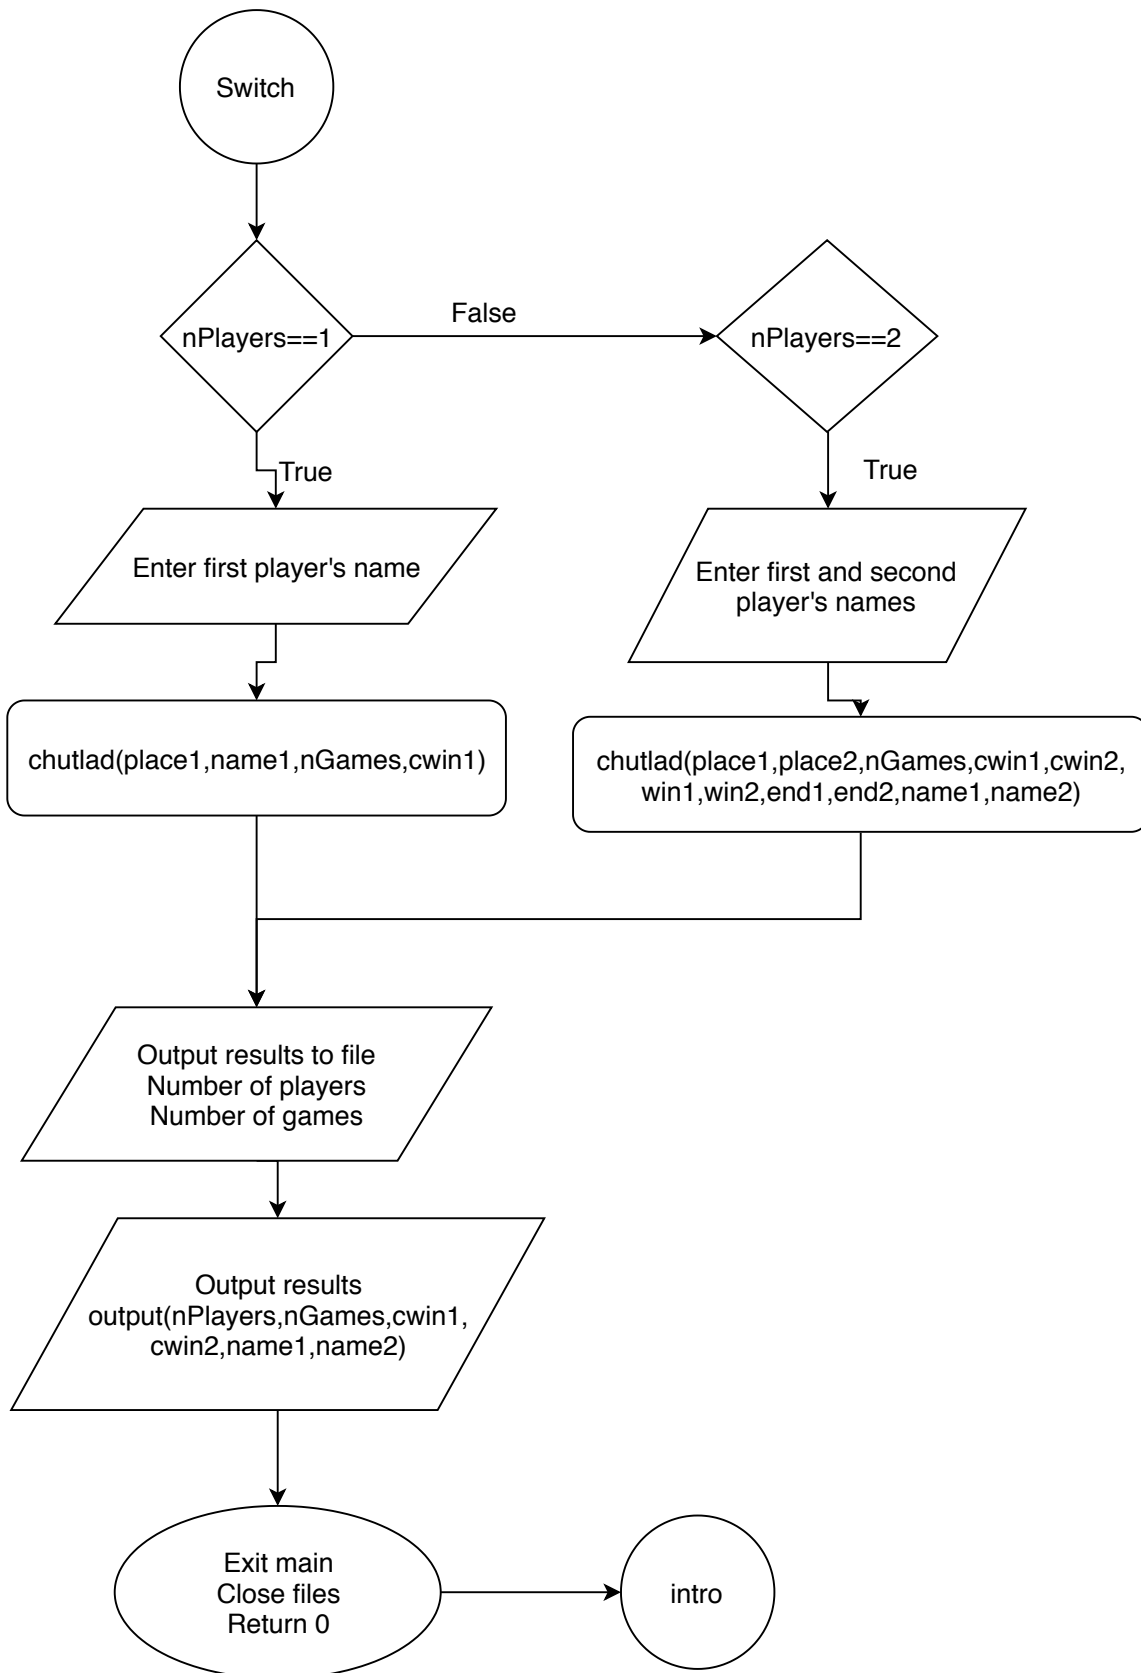 Switch
nPlayers==1
False
nPlayers==2
True
True
Enter first player's name
Enter first and second
player's names
chutlad(place1,name1,nGames,cwin1)
chutlad(place1,place2,nGames,cwin1,cwin2,
win1,win2,end1,end2,name1,name2)
Output results to file
Number of players
Number of games
Output results
output(nPlayers,nGames,cwin1,
cwin2,name1,name2)
Exit main
Close files
Return 0
intro